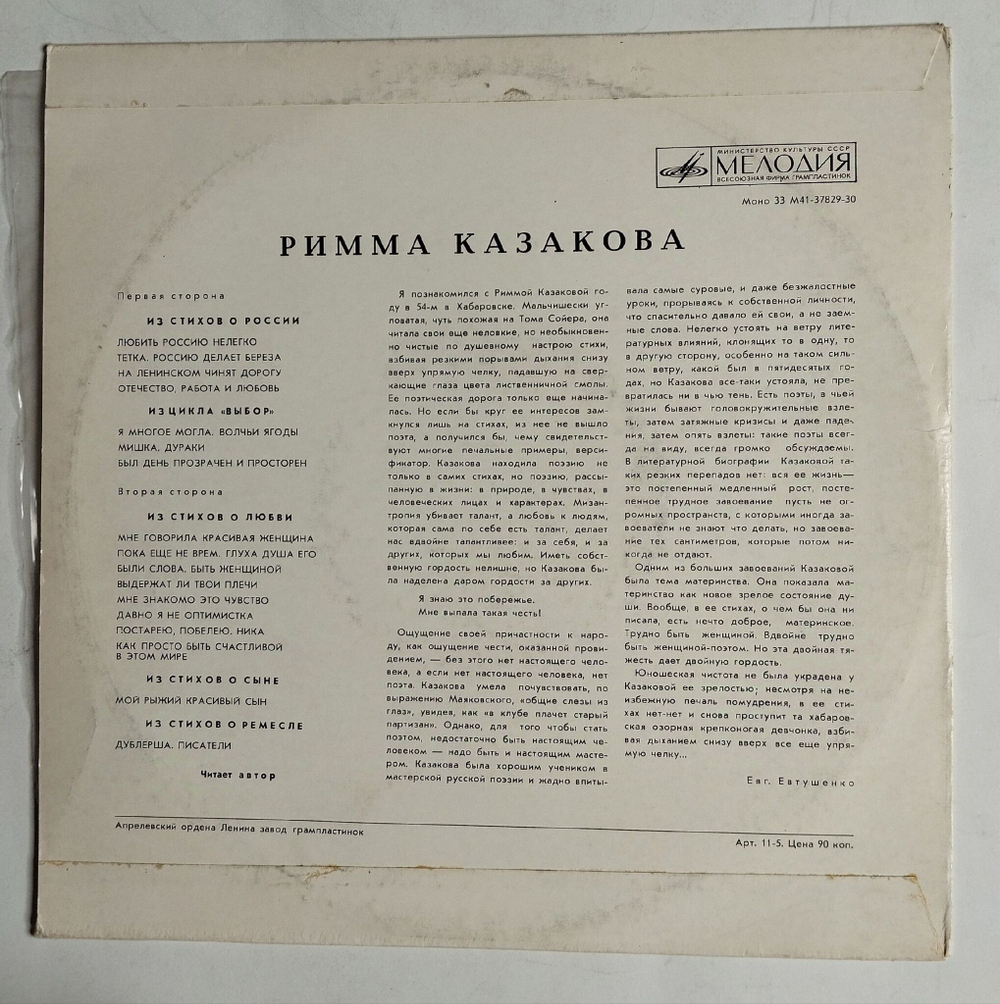 МИНИСТЕРСТВО КУЛЬТУРЫ СССР
МЕЛОДИЯ
ВСЕСОЮЗНАЯ ФИРМА ГРАМПЛАСТИНОК
Моно 33 М41-37829-30
РИММА КАЗАКОВА
Первая сторона
ИЗ СТИХОВ О РОССИИ
ЛЮБИТЬ РОССИЮ НЕЛЕГКО
ТЕТКА. РОССИЮ ДЕЛАЕТ БЕРЕЗА
НА ЛЕНИНСКОМ ЧИНЯТ ДОРОГУ
ОТЕЧЕСТВО, РАБОТА И ЛЮБОВЬ
ИЗ ЦИКЛА «ВЫБОР»
Я МНОГОЕ МОГЛА. ВОЛЧЬИ ЯГОДЫ
МИШКА. ДУРАКИ
БЫЛ ДЕНЬ ПРОЗРАЧЕН И ПРОСТОРЕН
Вторая сторона
ИЗ СТИХОВ О ЛЮБВИ
МНЕ ГОВОРИЛА КРАСИВАЯ ЖЕНЩИНА
ПОКА ЕЩЕ НЕ ВРЕМ. ГЛУХА ДУША ЕГО
БЫЛИ СЛОВА. БЫТЬ ЖЕНЩИНОЙ
ВЫДЕРЖАТ ЛИ ТВОИ ПЛЕЧИ
МНЕ ЗНАКОМО ЭТО ЧУВСТВО
ДАВНО Я НЕ ОПТИМИСТКА
ПОСТАРЕЮ, ПОБЕЛЕЮ. НИКА
КАК ПРОСТО БЫТЬ СЧАСТЛИВОЙ
В ЭТОМ МИРЕ
ИЗ СТИХОВ О СЫНЕ
МОЙ РЫЖИЙ КРАСИВЫЙ СЫН
ИЗ СТИХОВ О РЕМЕСЛЕ
ДУБЛЕРША. ПИСАТЕЛИ
Читает автор
Я познакомился с Риммой Казаковой го-
ду в 54-м в Хабаровске. Мальчишески уг-
ловатая, чуть похожая на Тома Сойера, она
читала свои еще неловкие, но необыкновен-
но чистые по душевному настрою стихи,
взбивая резкими порывами дыхания снизу
вверх упрямую челку, падавшую на свер-
кающие глаза цвета лиственничной смолы.
Ее поэтическая дорога только еще начина-
лась. Но если бы круг ее интересов зам-
кнулся лишь на стихах, из нее не вышло
поэта, а получился бы, чему свидетельст-
вуют многие печальные примеры, верси-
фикатор. Казакова находила поэзию не
только в самих стихах, но поэзию, рассы-
панную в жизни: в природе, в чувствах, в
человеческих лицах и характерах. Мизан-
тропия убивает талант, а любовь к людям,
которая сама по себе есть талант, делает
нас вдвойне талантливее: и за себя, и за
других, которых мы любим. Иметь собст-
венную гордость нелишне, но Казакова бы-
ла наделена даром гордости за других.
Я знаю это побережье.
Мне выпала такая честь!
Ощущение своей причастности к наро-
ду, как ощущение чести, оказанной прови-
дением, — без этого нет настоящего чело-
века, а если нет настоящего человека, нет
поэта. Казакова умела почувствовать, по
выражению Маяковского, «общие слезы из
глаз», увидев, как «в клубе плачет старый
партизан». Однако, для того чтобы стать
поэтом, недостаточно быть настоящим че-
ловеком — надо быть и настоящим масте-
ром. Казакова была хорошим учеником в
мастерской русской поэзии и жадно впиты-
вала самые суровые, и даже безжалостные
уроки, прорываясь к собственной личности,
что спасительно давало ей свои, а не заем-
ные слова. Нелегко устоять на ветру лите-
ратурных влияний, клонящих то в одну, то
в другую сторону, особенно на таком силь-
ном ветру, какой был в пятидесятых го-
дах, но Казакова все-таки устояла, не пре-
вратилась ни в чью тень. Есть поэты, в чьей
жизни бывают головокружительные взле-
ты, затем затяжные кризисы и даже паде-
ния, затем опять взлеты: такие поэты всег-
да на виду, всегда громко обсуждаемы.
В литературной биографии Казаковой та-
ких резких перепадов нет: вся ее жизнь—
это постепенный медленный рост, посте-
пенное трудное завоевание пусть не ог-
ромных пространств, с которыми иногда за-
воеватели не знают что делать, но завоева-
ние тех сантиметров, которые потом ни-
когда не отдают.
Одним из больших завоеваний Казаковой
была тема материнства. Она показала ма-
теринство как новое зрелое состояние ду-
ши. Вообще, в ее стихах, о чем бы она ни
писала, есть нечто доброе, материнское.
Трудно быть женщиной. Вдвойне трудно
быть женщиной-поэтом. Но эта двойная тя-
жесть дает двойную гордость.
Юношеская чистота не была украдена у
Казаковой ее зрелостью; несмотря на не-
избежную печаль помудрения, в ее сти-
хах нет-нет и снова проступит та хабаров-
ская озорная крепконогая девчонка, взби-
вая дыханием снизу вверх все еще упря-
мую челку...
Евг. Евтушенко
Апрелевский ордена Ленина завод грампластинок
Арт. 11-5. Цена 90 коп.